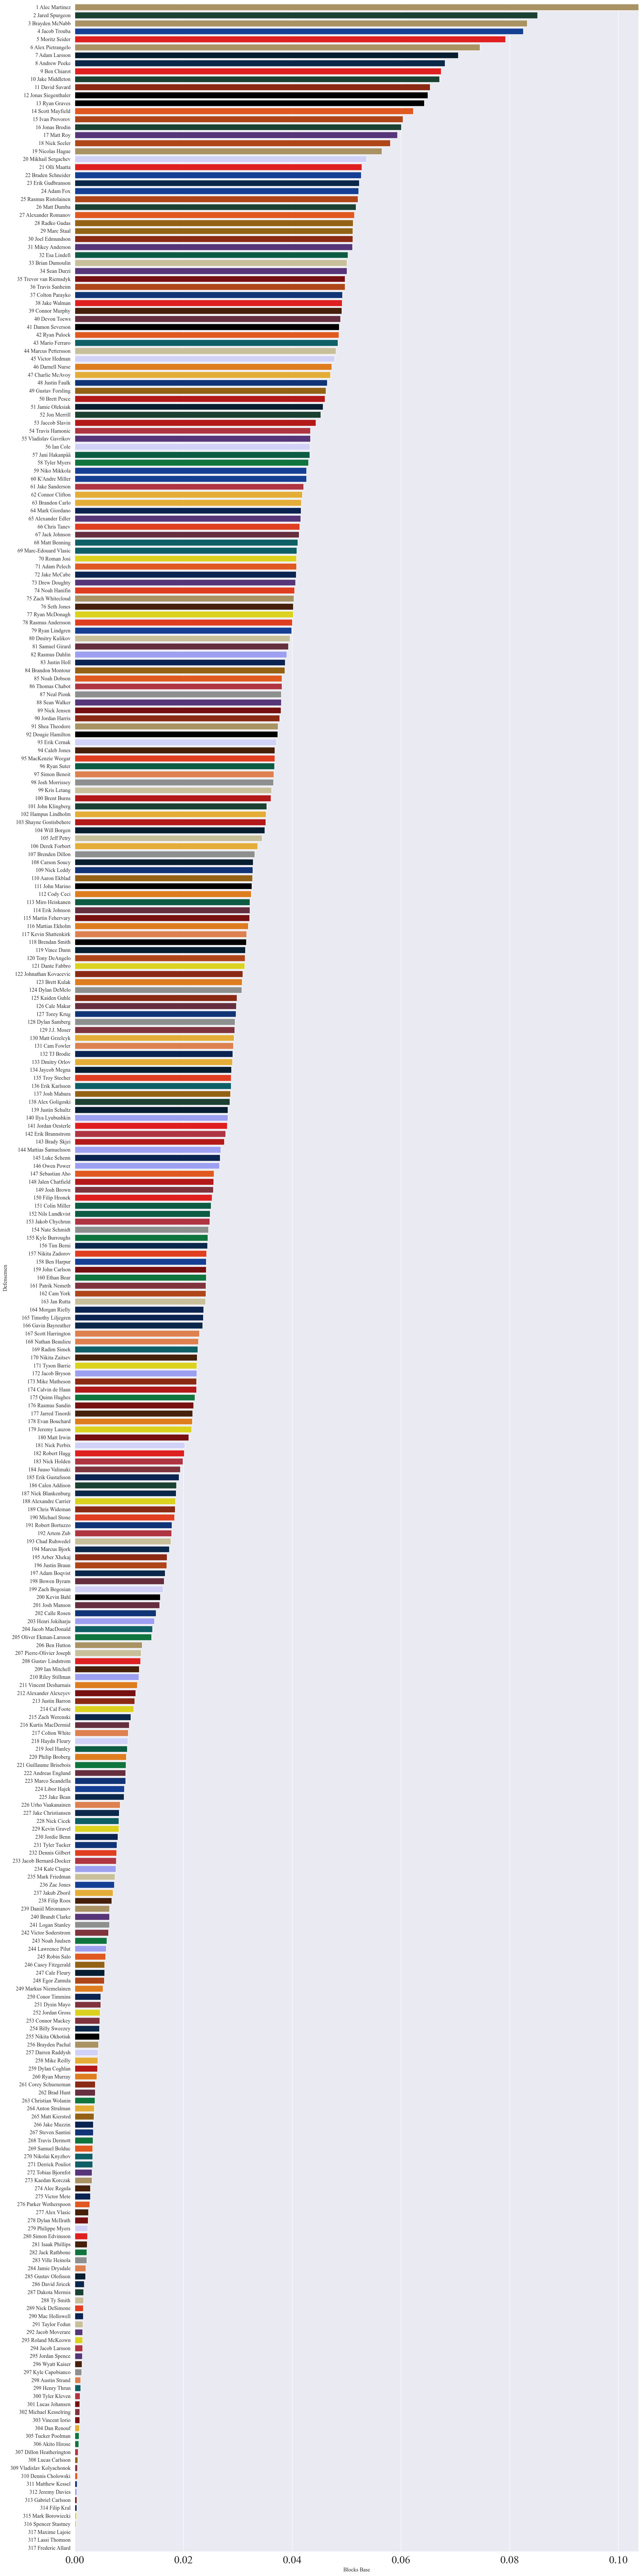 1 Alec Martinez
2 Jared Spurgeon
3 Brayden McNabb
4 Jacob Trouba
5 Moritz Seider
6 Alex Pietrangelo
7 Adam Larsson
8 Andrew Peeke
9 Ben Chiarot
10 Jake Middleton
11 David Savard
12 Jonas Siegenthaler
13 Ryan Graves
14 Scott Mayfield
15 Ivan Provorov
16 Jonas Brodin
17 Matt Roy
18 Nick Seeler
19 Nicolas Hague
20 Mikhail Sergachev
21 Olli Maatta
22 Braden Schneider
23 Erik Gudbranson
24 Adam Fox
25 Rasmus Ristolainen
26 Matt Dumba
27 Alexander Romanov
28 Radko Gudas
29 Marc Staal
30 Joel Edmundson
31 Mikey Anderson
32 Esa Lindell
33 Brian Dumoulin
34 Sean Durzi
35 Trevor van Riemsdyk
36 Travis Sanheim
37 Colton Parayko
38 Jake Walman
39 Connor Murphy
40 Devon Toews
41 Damon Severson
42 Ryan Pulock
43 Mario Ferraro
44 Marcus Pettersson
45 Victor Hedman
46 Darnell Nurse
47 Charlie McAvoy
48 Justin Faulk
49 Gustav Forsling
50 Brett Pesce
51 Jamie Oleksiak
52 Jon Merrill
53 Jaccob Slavin
54 Travis Hamonic
55 Vladislav Gavrikov
56 Ian Cole
57 Jani Hakanpää
58 Tyler Myers
59 Niko Mikkola
60 K'Andre Miller
61 Jake Sanderson
62 Connor Clifton
63 Brandon Carlo
64 Mark Giordano
65 Alexander Edler
66 Chris Tanev
67 Jack Johnson
68 Matt Benning
69 Marc-Edouard Vlasic
70 Roman Josi
71 Adam Pelech
72 Jake McCabe
73 Drew Doughty
74 Noah Hanifin
75 Zach Whitecloud
76 Seth Jones
77 Ryan McDonagh
78 Rasmus Andersson
79 Ryan Lindgren
80 Dmitry Kulikov
81 Samuel Girard
82 Rasmus Dahlin
83 Justin Holl
84 Brandon Montour
85 Noah Dobson
86 Thomas Chabot
87 Neal Pionk
88 Sean Walker
89 Nick Jensen
90 Jordan Harris
91 Shea Theodore
92 Dougie Hamilton
93 Erik Cernak
94 Caleb Jones
95 MacKenzie Weegar
96 Ryan Suter
97 Simon Benoit
98 Josh Morrissey
99 Kris Letang
100 Brent Burns
101 John Klingberg
102 Hampus Lindholm
103 Shayne Gostisbehere
104 Will Borgen
105 Jeff Petry
106 Derek Forbort
107 Brenden Dillon
108 Carson Soucy
109 Nick Leddy
110 Aaron Ekblad
111 John Marino
112 Cody Ceci
113 Miro Heiskanen
114 Erik Johnson
115 Martin Fehervary
116 Mattias Ekholm
117 Kevin Shattenkirk
118 Brendan Smith
119 Vince Dunn
120 Tony DeAngelo
121 Dante Fabbro
122 Johnathan Kovacevic
123 Brett Kulak
124 Dylan DeMelo
125 Kaiden Guhle
126 Cale Makar
127 Torey Krug
128 Dylan Samberg
129 J.J. Moser
130 Matt Grzelcyk
131 Cam Fowler
132 TJ Brodie
133 Dmitry Orlov
134 Jaycob Megna
135 Troy Stecher
136 Erik Karlsson
137 Josh Mahura
138 Alex Goligoski
139 Justin Schultz
140 Ilya Lyubushkin
141 Jordan Oesterle
142 Erik Brannstrom
143 Brady Skjei
144 Mattias Samuelsson
145 Luke Schenn
146 Owen Power
147 Sebastian Aho
148 Jalen Chatfield
149 Josh Brown
150 Filip Hronek
151 Colin Miller
152 Nils Lundkvist
153 Jakob Chychrun
154 Nate Schmidt
155 Kyle Burroughs
156 Tim Berni
157 Nikita Zadorov
158 Ben Harpur
159 John Carlson
160 Ethan Bear
161 Patrik Nemeth
162 Cam York
163 Jan Rutta
164 Morgan Rielly
165 Timothy Liljegren
166 Gavin Bayreuther
167 Scott Harrington
168 Nathan Beaulieu
169 Radim Simek
170 Nikita Zaitsev
171 Tyson Barrie
172 Jacob Bryson
173 Mike Matheson
174 Calvin de Haan
175 Quinn Hughes
176 Rasmus Sandin
177 Jarred Tinordi
178 Evan Bouchard
179 Jeremy Lauzon
180 Matt Irwin
181 Nick Perbix
182 Robert Hagg
183 Nick Holden
184 Juuso Valimaki
185 Erik Gustafsson
186 Calen Addison
187 Nick Blankenburg
188 Alexandre Carrier
189 Chris Wideman
190 Michael Stone
191 Robert Bortuzzo
192 Artem Zub
193 Chad Ruhwedel
194 Marcus Bjork
195 Arber Xhekaj
196 Justin Braun
197 Adam Boqvist
198 Bowen Byram
199 Zach Bogosian
200 Kevin Bahl
201 Josh Manson
202 Calle Rosen
203 Henri Jokiharju
204 Jacob MacDonald
205 Oliver Ekman-Larsson
206 Ben Hutton
207 Pierre-Olivier Joseph
208 Gustav Lindstrom
209 Ian Mitchell
210 Riley Stillman
211 Vincent Desharnais
212 Alexander Alexeyev
213 Justin Barron
214 Cal Foote
215 Zach Werenski
216 Kurtis MacDermid
217 Colton White
218 Haydn Fleury
219 Joel Hanley
220 Philip Broberg
221 Guillaume Brisebois
222 Andreas Englund
223 Marco Scandella
224 Libor Hajek
225 Jake Bean
226 Urho Vaakanainen
227 Jake Christiansen
228 Nick Cicek
229 Kevin Gravel
230 Jordie Benn
231 Tyler Tucker
232 Dennis Gilbert
233 Jacob Bernard-Docker
234 Kale Clague
235 Mark Friedman
236 Zac Jones
237 Jakub Zboril
238 Filip Roos
239 Daniil Miromanov
240 Brandt Clarke
241 Logan Stanley
242 Victor Soderstrom
243 Noah Juulsen
244 Lawrence Pilut
245 Robin Salo
246 Casey Fitzgerald
247 Cale Fleury
248 Egor Zamula
249 Markus Niemelainen
250 Conor Timmins
251 Dysin Mayo
252 Jordan Gross
253 Connor Mackey
254 Billy Sweezey
255 Nikita Okhotiuk
256 Brayden Pachal
257 Darren Raddysh
258 Mike Reilly
259 Dylan Coghlan
260 Ryan Murray
261 Corey Schueneman
262 Brad Hunt
263 Christian Wolanin
264 Anton Stralman
265 Matt Kiersted
266 Jake Muzzin
267 Steven Santini
268 Travis Dermott
269 Samuel Bolduc
270 Nikolai Knyzhov
271 Derrick Pouliot
272 Tobias Bjornfot
273 Kaedan Korczak
274 Alec Regula
275 Victor Mete
276 Parker Wotherspoon
277 Alex Vlasic
278 Dylan McIlrath
279 Philippe Myers
280 Simon Edvinsson
281 Isaak Phillips
282 Jack Rathbone
283 Ville Heinola
284 Jamie Drysdale
285 Gustav Olofsson
286 David Jiricek
287 Dakota Mermis
288 Ty Smith
289 Nick DeSimone
290 Mac Hollowell
291 Taylor Fedun
292 Jacob Moverare
293 Roland McKeown
294 Jacob Larsson
295 Jordan Spence
296 Wyatt Kaiser
297 Kyle Capobianco
298 Austin Strand
299 Henry Thrun
300 Tyler Kleven
301 Lucas Johansen
302 Michael Kesselring
303 Vincent Iorio
304 Dan Renouf
305 Tucker Poolman
306 Akito Hirose
307 Dillon Heatherington
308 Lucas Carlsson
309 Vladislav Kolyachonok
310 Dennis Cholowski
311 Matthew Kessel
312 Jeremy Davies
313 Gabriel Carlsson
314 Filip Kral
315 Mark Borowiecki
316 Spencer Stastney
317 Maxime Lajoie
317 Lassi Thomson
317 Frederic Allard
Defensemen
0.00 0.02 0.04 0.06 0.08 0.10
Blocks Base